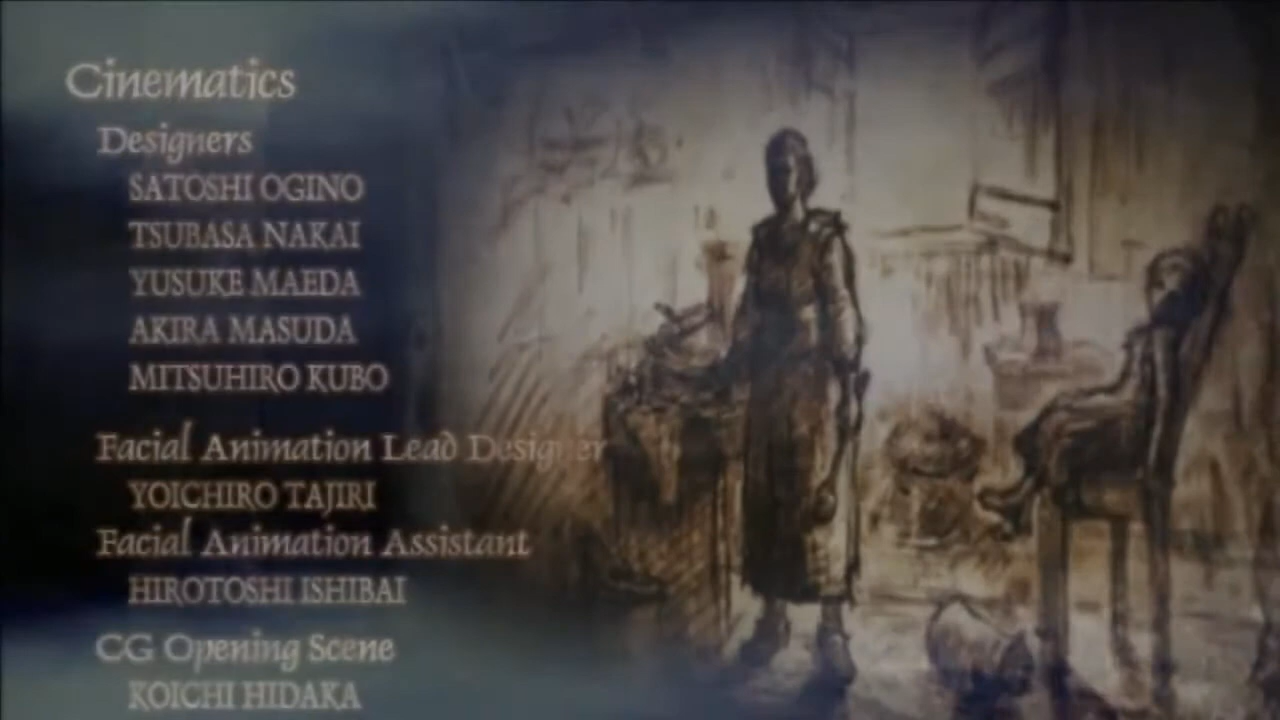 Cinematics
Designers
SATOSHI OGINO
TSUBASA NAKAI
YUSUKE MAEDA
AKIRA MASUDA
MITSUHIRO KUBO
Facial Animation Lead Designer
YOICHIRO TAJIRI
Facial Animation Assistant
HIROTOSHI ISHIBAI
CG Opening Scene
KOICHI HIDAKA